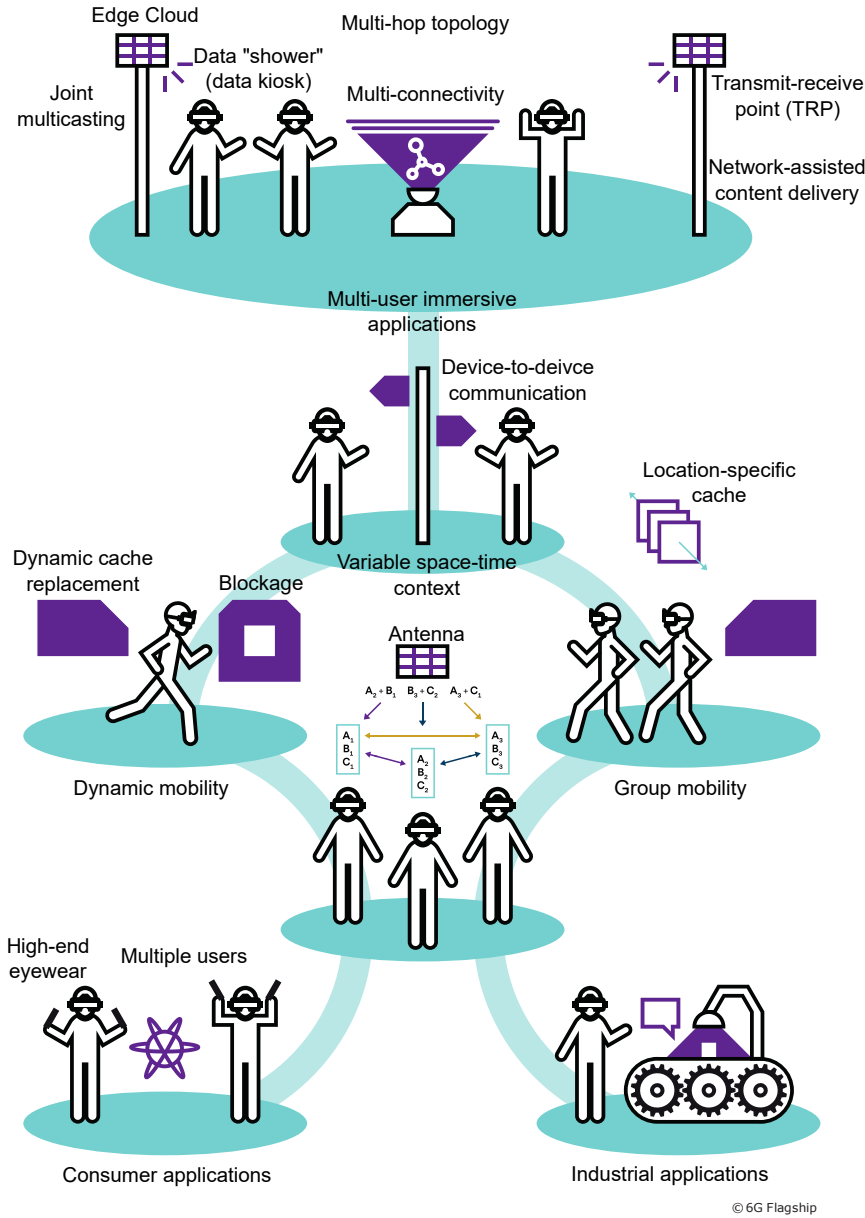 Edge Cloud
Multi-hop topology
Data "shower"
(data kiosk)
Joint
multicasting
Multi-connectivity
Transmit-receive
point (TRP)
Network-assisted
content delivery
Multi-user immersive
applications
Device-to-deivce
communication
Location-specific
cache
Variable space-time
context
Dynamic cache
replacement
Blockage
Antenna
A₂ + B₁ B₃ + C₂ A₃ + C₁
A₁
B₁
C₁
A₂
B₂
C₂
A₃
B₃
C₃
Dynamic mobility
Group mobility
High-end
eyewear
Multiple users
Consumer applications
Industrial applications
© 6G Flagship